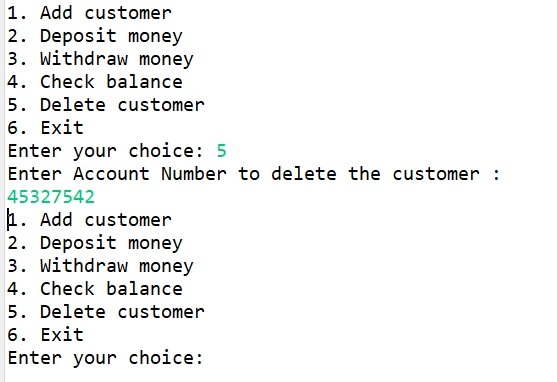 1. Add customer
2. Deposit money
3. Withdraw money
4. Check balance
5. Delete customer
6. Exit
Enter your choice: 5
Enter Account Number to delete the customer :
45327542
1. Add customer
2. Deposit money
3. Withdraw money
4. Check balance
5. Delete customer
6. Exit
Enter your choice: